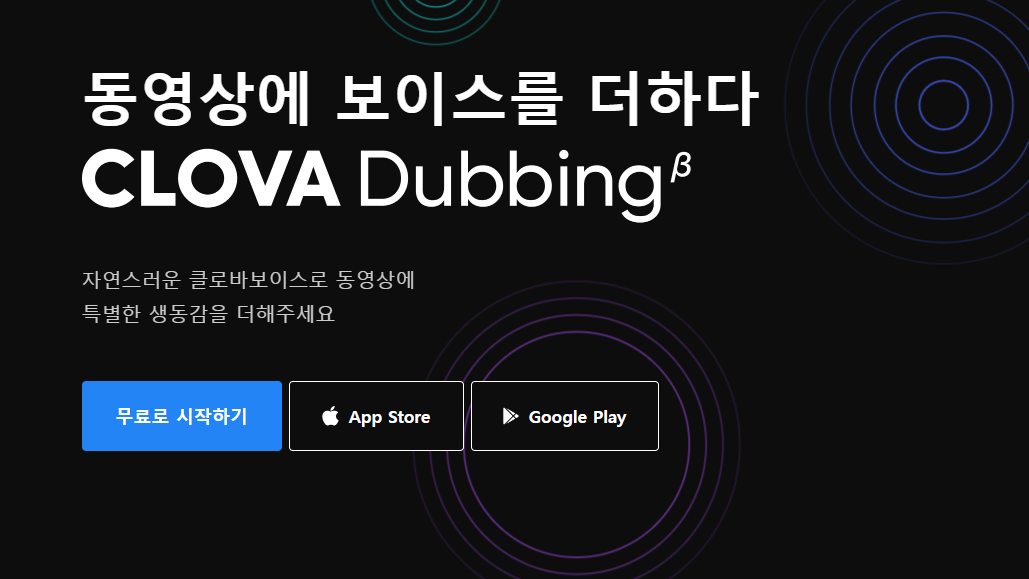 동영상에 보이스를 더하다
CLOVA Dubbing β
자연스러운 클로바보이스로 동영상에
특별한 생동감을 더해주세요
무료로 시작하기
App Store
Google Play